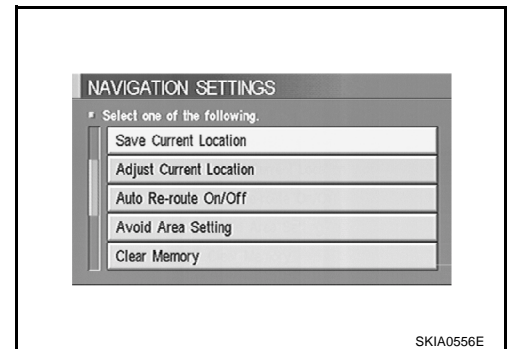 NAVIGATION SETTINGS
Select one of the following.
Save Current Location
Adjust Current Location
Auto Re-route On/Off
Avoid Area Setting
Clear Memory
SKIA0556E